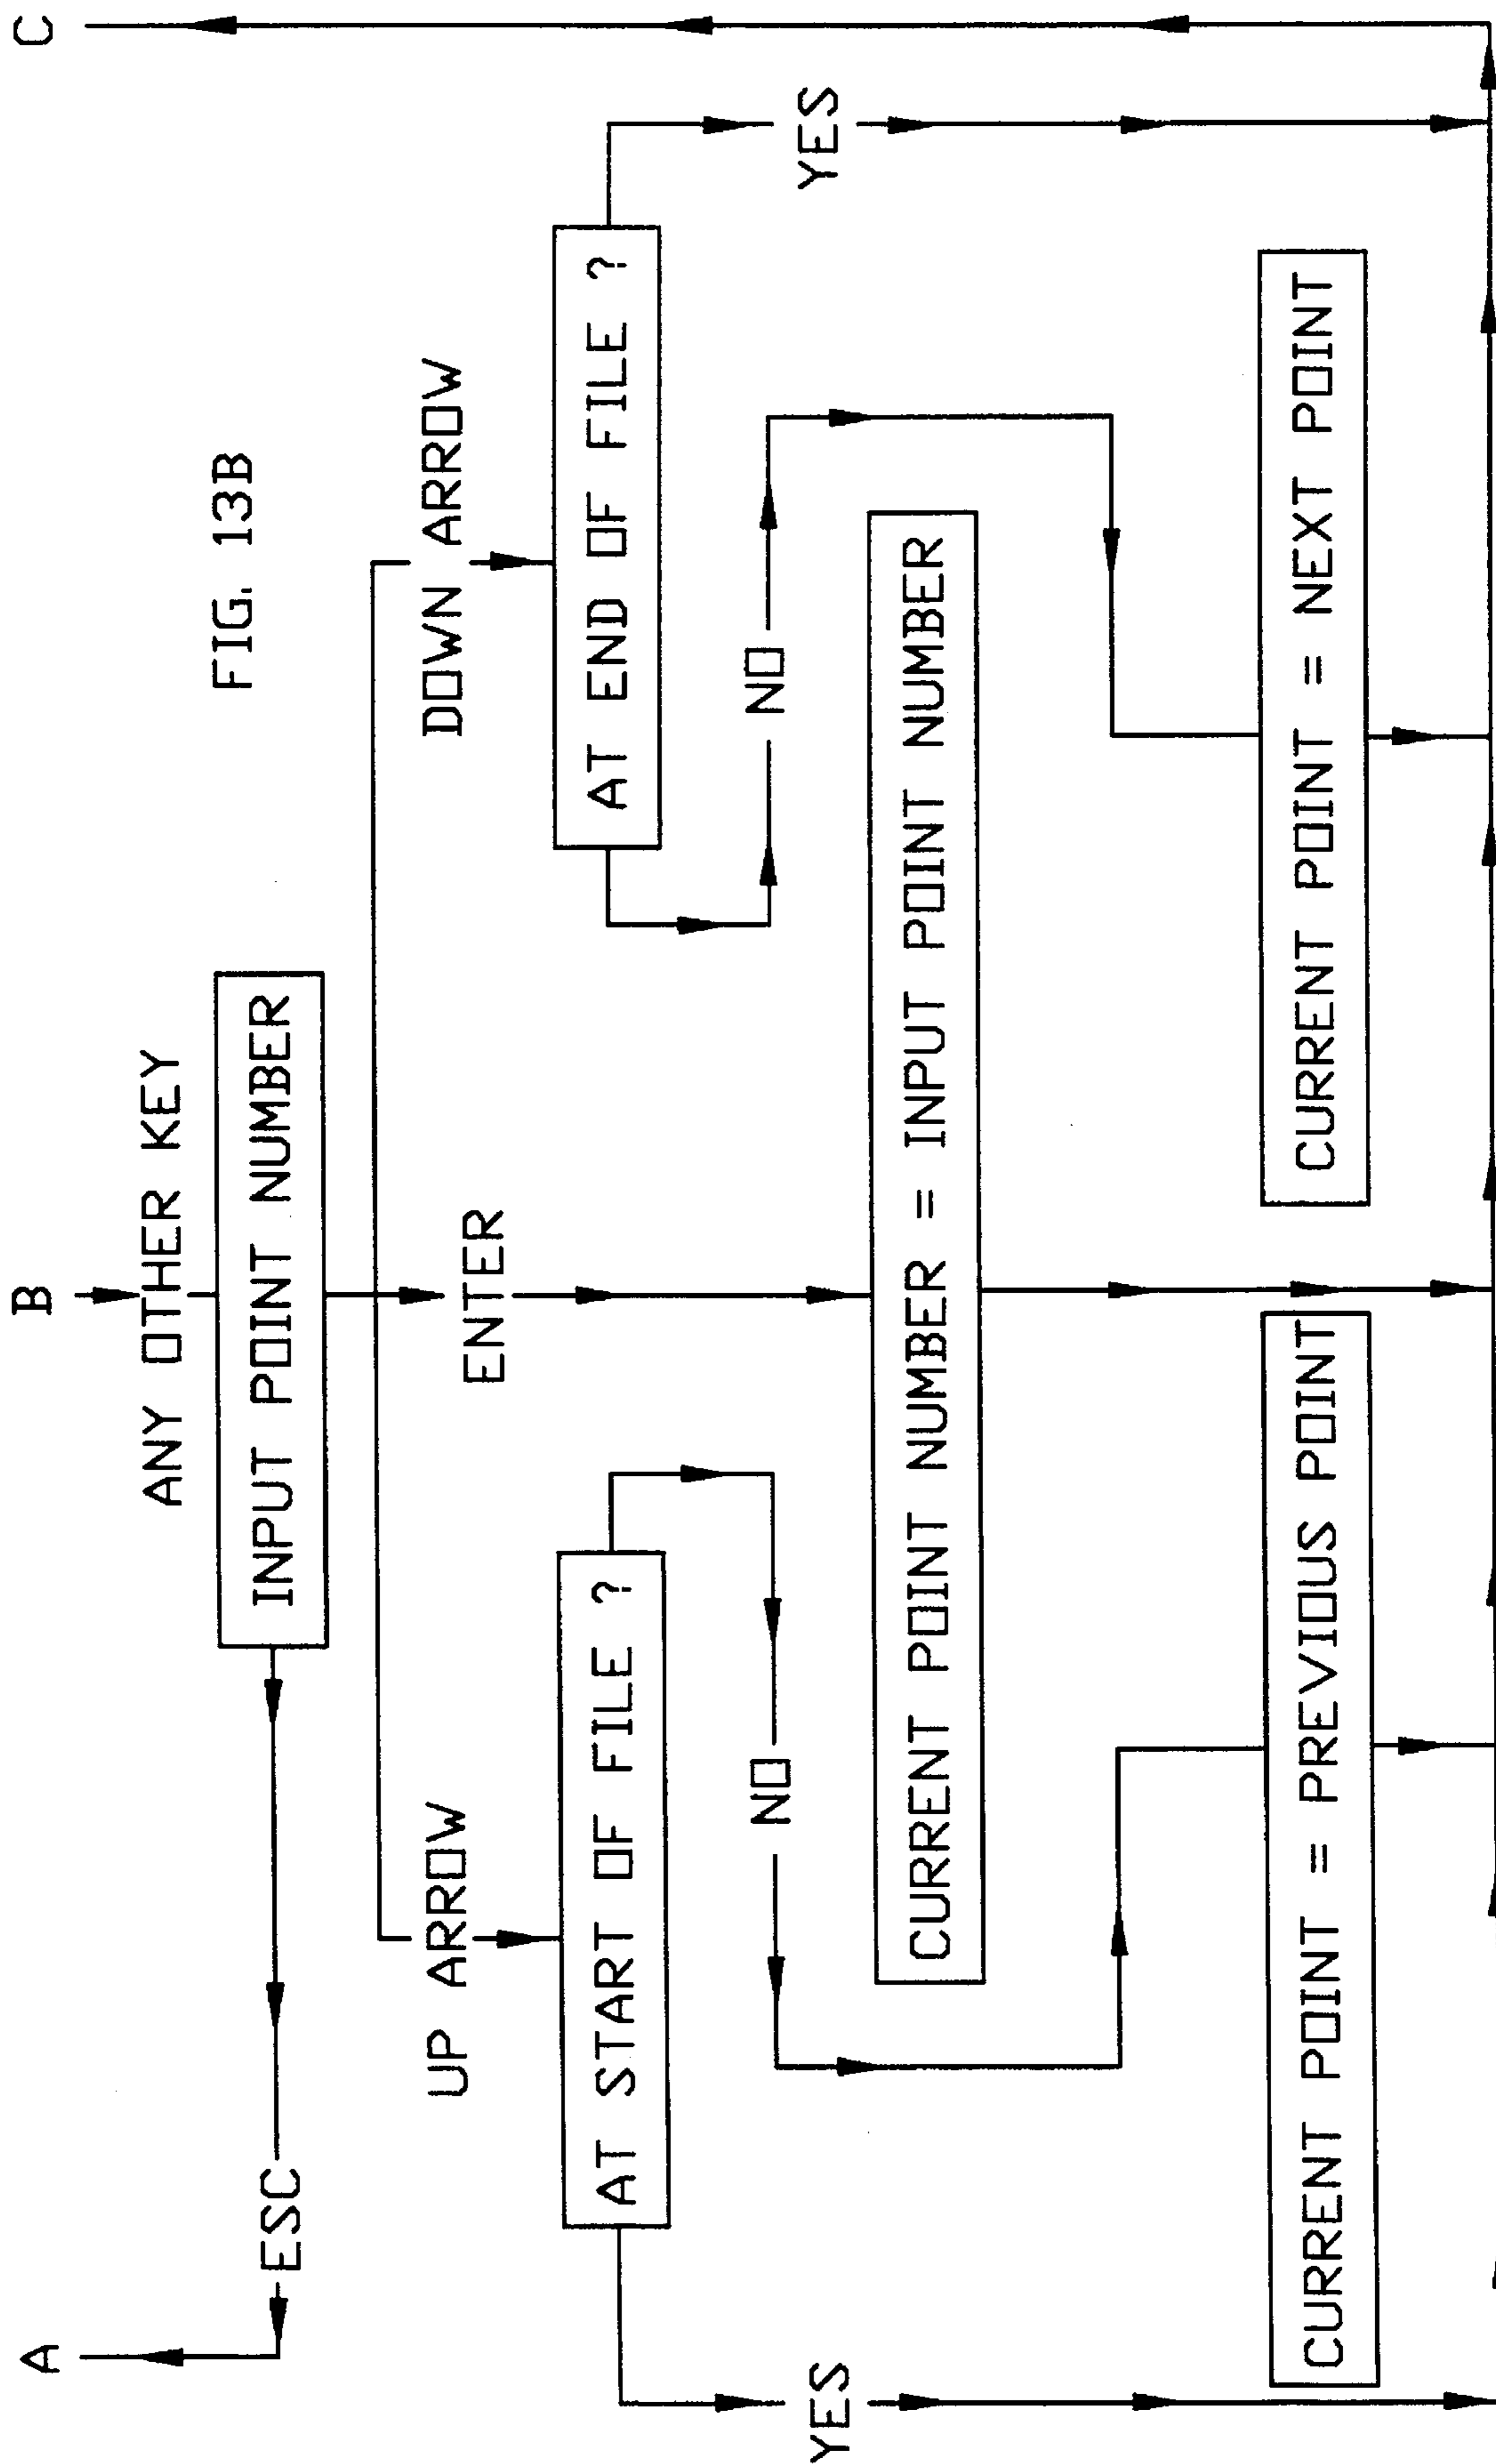 A
B
C
ANY OTHER KEY
FIG. 13B
INPUT POINT NUMBER
ESC
UP ARROW
ENTER
DOWN ARROW
AT START OF FILE ?
AT END OF FILE ?
YES
NO
NO
YES
CURRENT POINT NUMBER = INPUT POINT NUMBER
CURRENT POINT = PREVIOUS POINT
CURRENT POINT = NEXT POINT